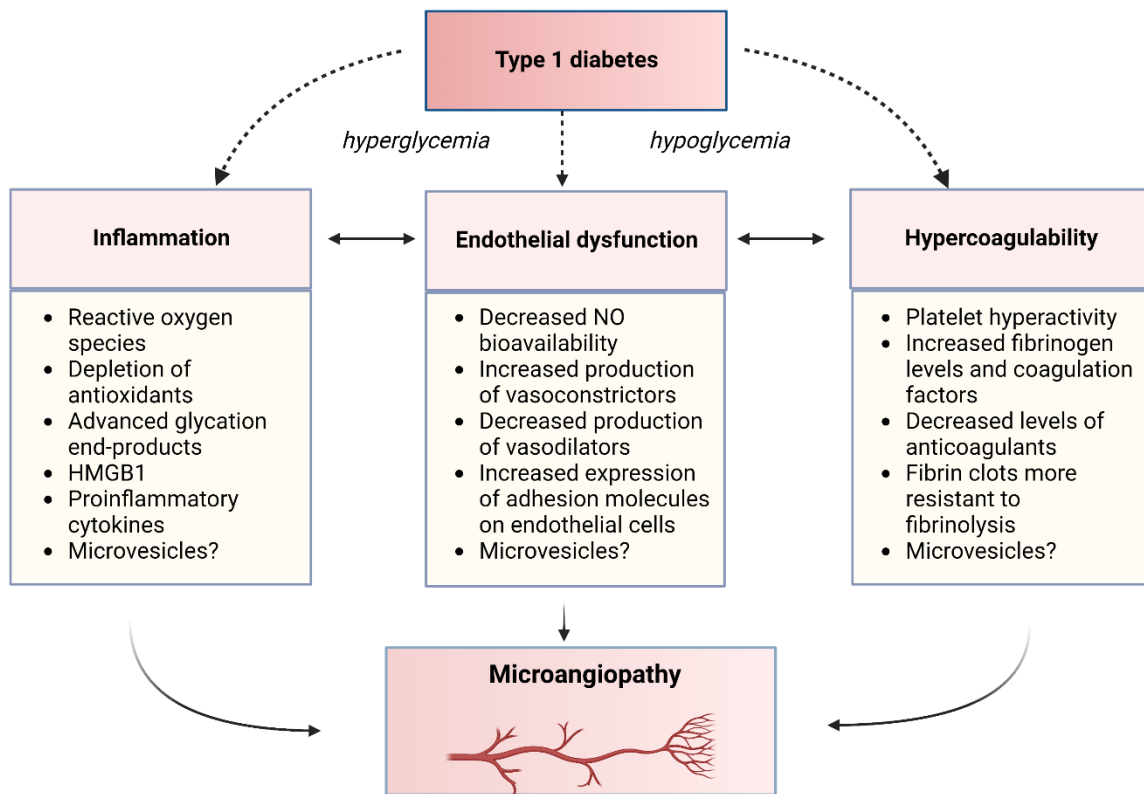 Type 1 diabetes
hyperglycemia
hypoglycemia
Inflammation
Endothelial dysfunction
Hypercoagulability
• Reactive oxygen
species
• Depletion of
antioxidants
• Advanced glycation
end-products
• HMGB1
• Proinflammatory
cytokines
• Microvesicles?
• Decreased NO
bioavailability
• Increased production
of vasoconstrictors
• Decreased production
of vasodilators
• Increased expression
of adhesion molecules
on endothelial cells
• Microvesicles?
• Platelet hyperactivity
• Increased fibrinogen
levels and coagulation
factors
• Decreased levels of
anticoagulants
• Fibrin clots more
resistant to
fibrinolysis
• Microvesicles?
Microangiopathy